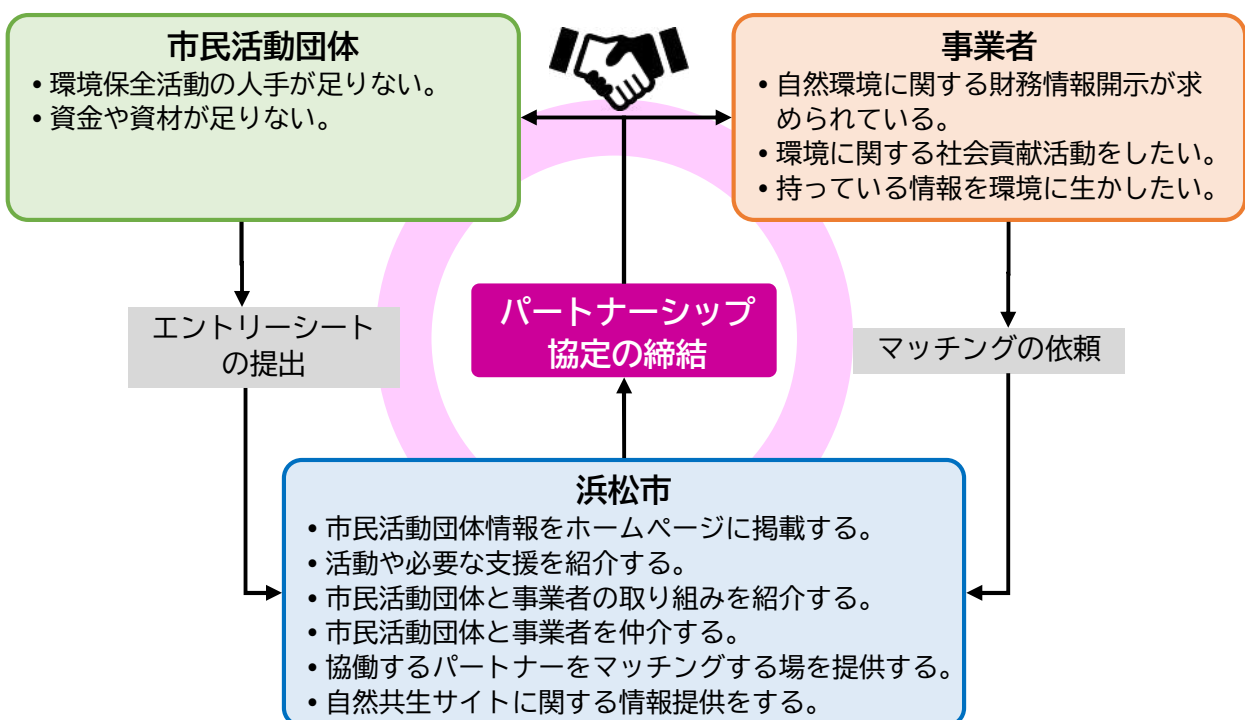 市民活動団体
• 環境保全活動の人手が足りない。
• 資金や資材が足りない。
事業者
• 自然環境に関する財務情報開示が求
められている。
• 環境に関する社会貢献活動をしたい。
• 持っている情報を環境に生かしたい。
エントリーシート
の提出
パートナーシップ
協定の締結
マッチングの依頼
浜松市
• 市民活動団体情報をホームページに掲載する。
• 活動や必要な支援を紹介する。
• 市民活動団体と事業者の取り組みを紹介する。
• 市民活動団体と事業者を仲介する。
• 協働するパートナーをマッチングする場を提供する。
• 自然共生サイトに関する情報提供をする。